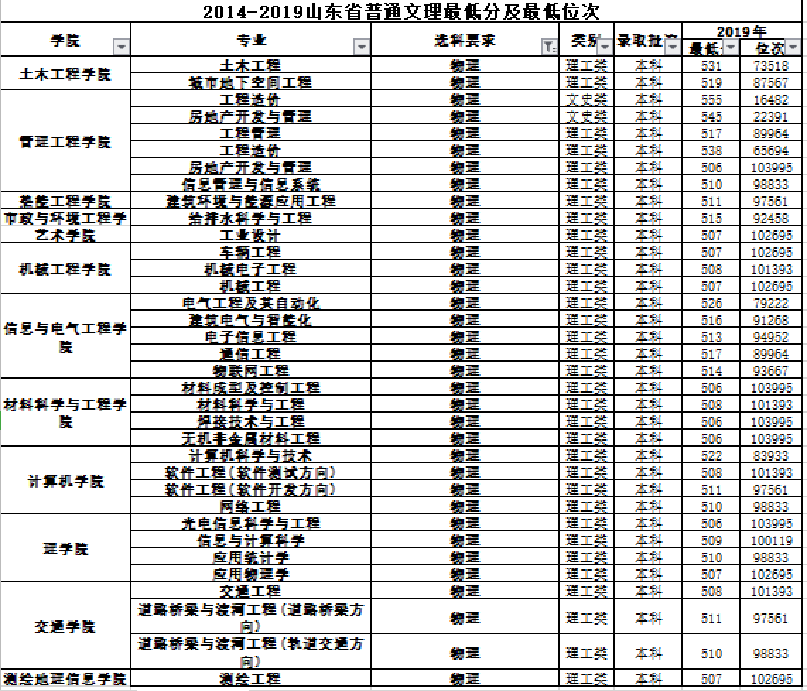 2014-2019山东省普通文理最低分及最低位次
学院 专业 选科要求 类别 录取批次 2019年
最低 位次
土木工程学院 土木工程 物理 理工类 本科 531 73518
城市地下空间工程 物理 理工类 本科 519 87567
管理工程学院 工程造价 物理 文史类 本科 555 16482
房地产开发与管理 物理 文史类 本科 545 22391
工程管理 物理 理工类 本科 517 89964
工程造价 物理 理工类 本科 538 65694
房地产开发与管理 物理 理工类 本科 506 103995
信息管理与信息系统 物理 理工类 本科 510 98833
热能工程学院 建筑环境与能源应用工程 物理 理工类 本科 511 97561
市政与环境工程学 给排水科学与工程 物理 理工类 本科 515 92458
艺术学院 工业设计 物理 理工类 本科 507 102695
机械工程学院 车辆工程 物理 理工类 本科 507 102695
机械电子工程 物理 理工类 本科 508 101393
机械工程 物理 理工类 本科 507 102695
信息与电气工程学院 电气工程及其自动化 物理 理工类 本科 526 79222
建筑电气与智能化 物理 理工类 本科 516 91268
电子信息工程 物理 理工类 本科 513 94952
通信工程 物理 理工类 本科 517 89964
物联网工程 物理 理工类 本科 514 93667
材料科学与工程学院 材料成型及控制工程 物理 理工类 本科 506 103995
材料科学与工程 物理 理工类 本科 508 101393
焊接技术与工程 物理 理工类 本科 506 103995
无机非金属材料工程 物理 理工类 本科 506 103995
计算机学院 计算机科学与技术 物理 理工类 本科 522 83933
软件工程(软件测试方向) 物理 理工类 本科 508 101393
软件工程(软件开发方向) 物理 理工类 本科 511 97561
网络工程 物理 理工类 本科 510 98833
理学院 光电信息科学与工程 物理 理工类 本科 506 103995
信息与计算科学 物理 理工类 本科 509 100119
应用统计学 物理 理工类 本科 510 98833
应用物理学 物理 理工类 本科 507 102695
交通学院 交通工程 物理 理工类 本科 508 101393
道路桥梁与渡河工程(道路桥梁方向) 物理 理工类 本科 511 97561
道路桥梁与渡河工程(轨道交通方向) 物理 理工类 本科 510 98833
测绘地理信息学院 测绘工程 物理 理工类 本科 507 102695